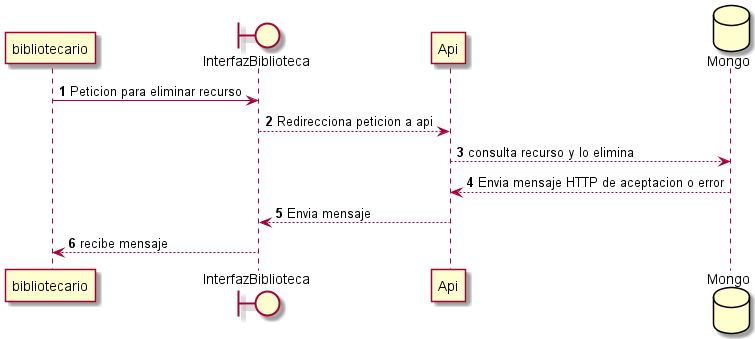 bibliotecario
InterfazBiblioteca
Api
Mongo
1 Peticion para eliminar recurso
2 Redirecciona peticion a api
3 consulta recurso y lo elimina
4 Envia mensaje HTTP de aceptacion o error
5 Envia mensaje
6 recibe mensaje
bibliotecario
InterfazBiblioteca
Api
Mongo